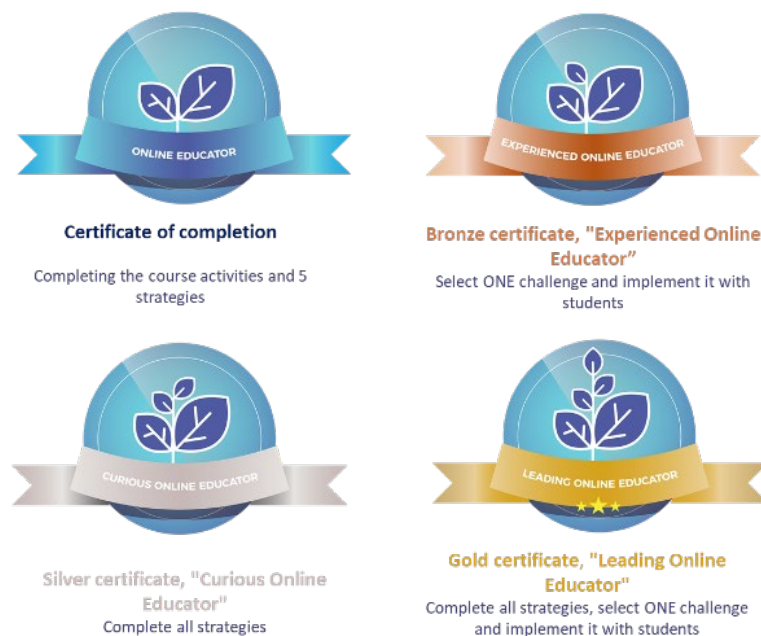 ONLINE EDUCATOR
Certificate of completion
Completing the course activities and 5
strategies
EXPERIENCED ONLINE EDUCATOR
Bronze certificate, "Experienced Online
Educator”
Select ONE challenge and implement it with
students
CURIOUS ONLINE EDUCATOR
Silver certificate, "Curious Online
Educator"
Complete all strategies
LEADING ONLINE EDUCATOR
Gold certificate, "Leading Online
Educator"
Complete all strategies, select ONE challenge
and implement it with students